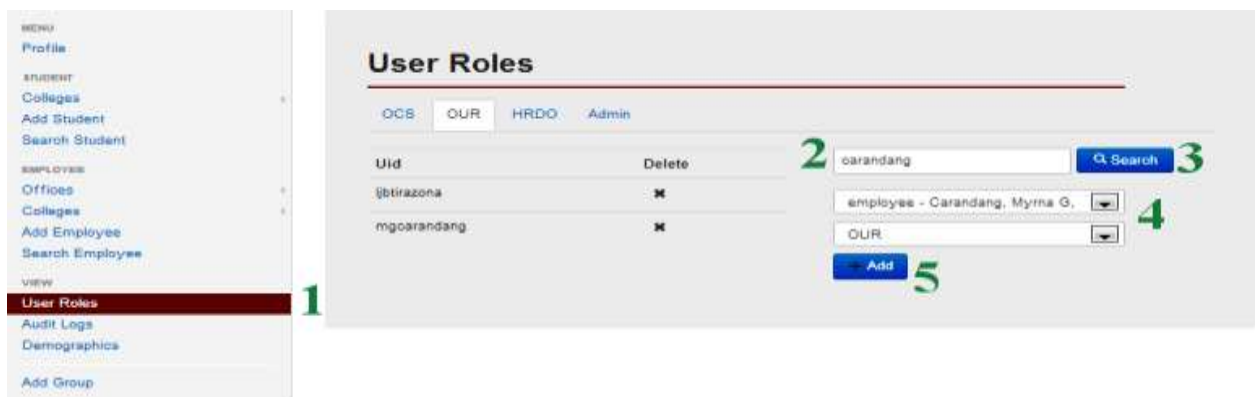 MENU
Profile
STUDENT
Colleges
Add Student
Search Student
EMPLOYEE
Offices
Colleges
Add Employee
Search Employee
VIEW
User Roles
Audit Logs
Demographics
Add Group
1
User Roles
OCS OUR HRDO Admin
Uid Delete
ljbtirazona ✖
mgcarandang ✖
2 carandang Search 3
employee - Carandang, Myrna G,
4
OUR
+ Add 5